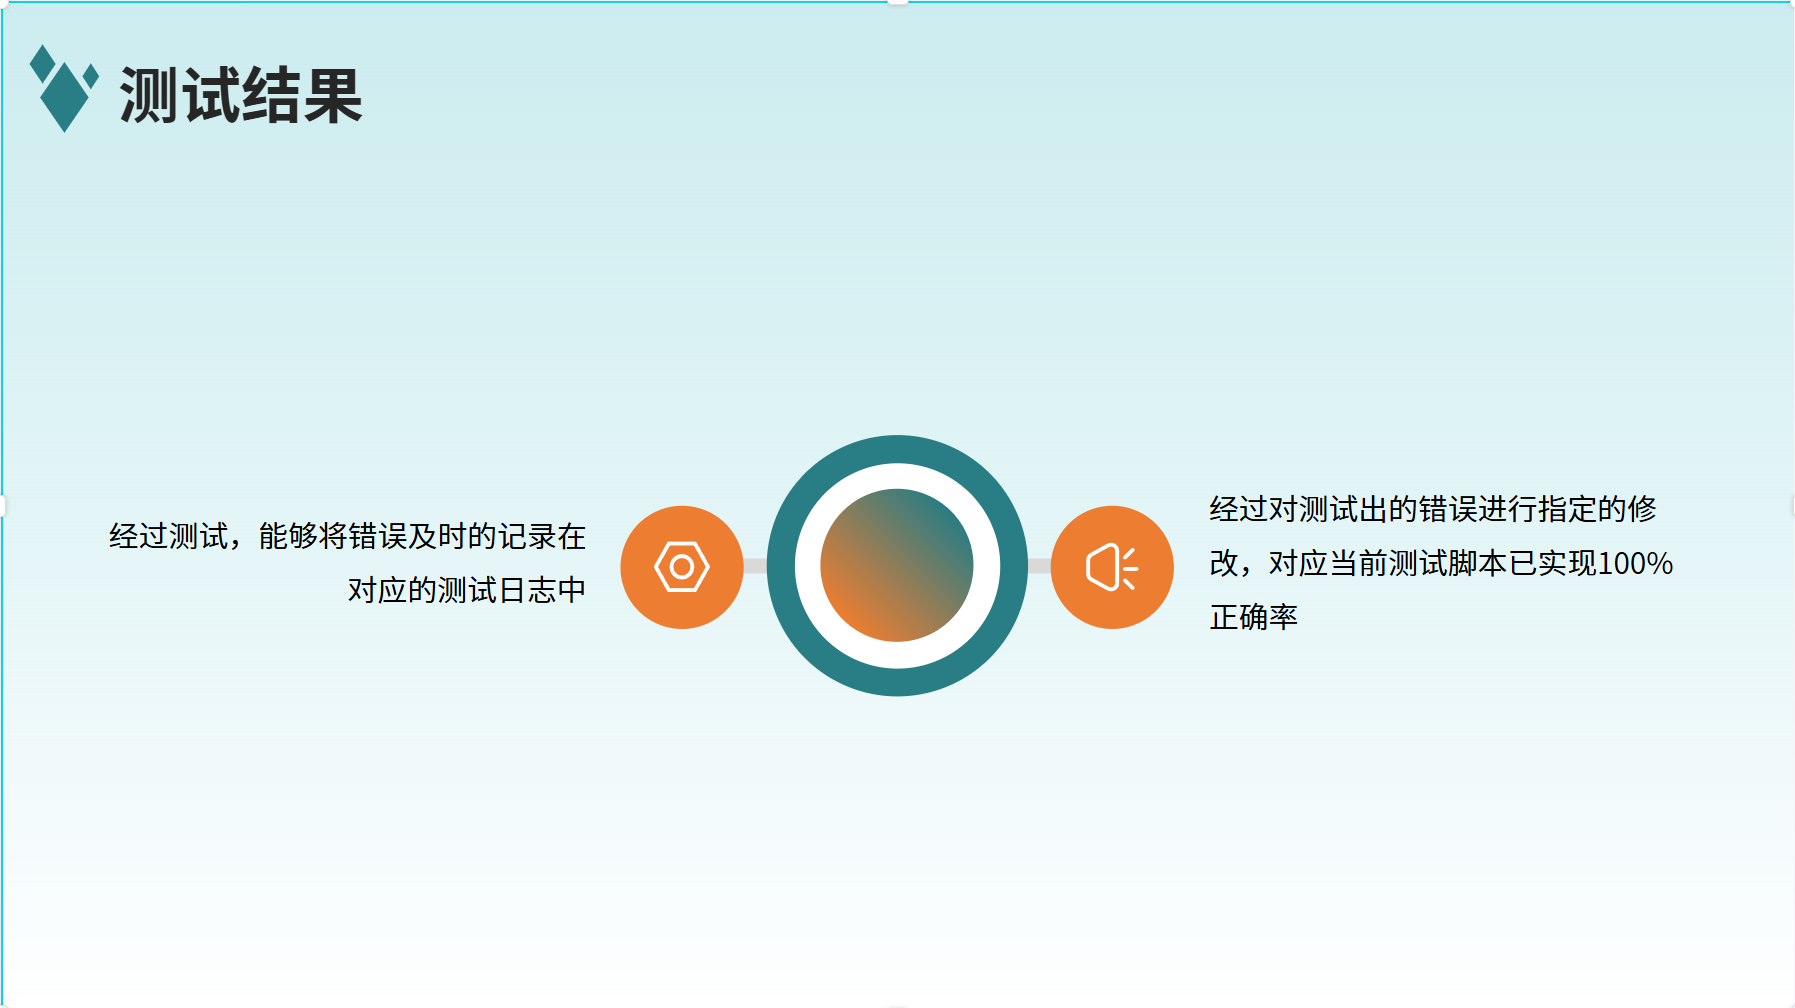 测试结果
经过测试，能够将错误及时的记录在
对应的测试日志中
经过对测试出的错误进行指定的修
改，对应当前测试脚本已实现100%
正确率